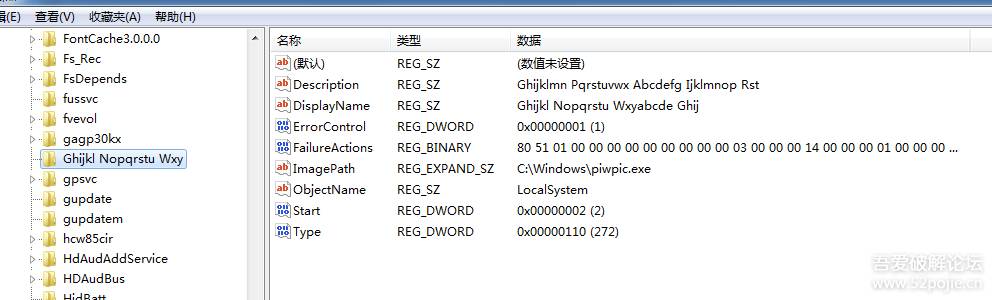 辑(E) 查看(V) 收藏夹(A) 帮助(H)
FontCache3.0.0.0
Fs_Rec
FsDepends
fussvc
fvevol
gagp30kx
Ghijkl Nopqrstu Wxy
gpsvc
gupdate
gupdatem
hcw85cir
HdAudAddService
HDAudBus
HidBatt
名称 类型 数据
(默认) REG_SZ (数值未设置)
Description REG_SZ Ghijklmn Pqrstuvwx Abcdefg Ijklmnop Rst
DisplayName REG_SZ Ghijkl Nopqrstu Wxyabcde Ghij
ErrorControl REG_DWORD 0x00000001 (1)
FailureActions REG_BINARY 80 51 01 00 00 00 00 00 00 00 00 00 03 00 00 00 14 00 00 00 01 00 00 00 ...
ImagePath REG_EXPAND_SZ C:\Windows\piwpic.exe
ObjectName REG_SZ LocalSystem
Start REG_DWORD 0x00000002 (2)
Type REG_DWORD 0x00000110 (272)
吾爱破解论坛
www.52pojie.cn